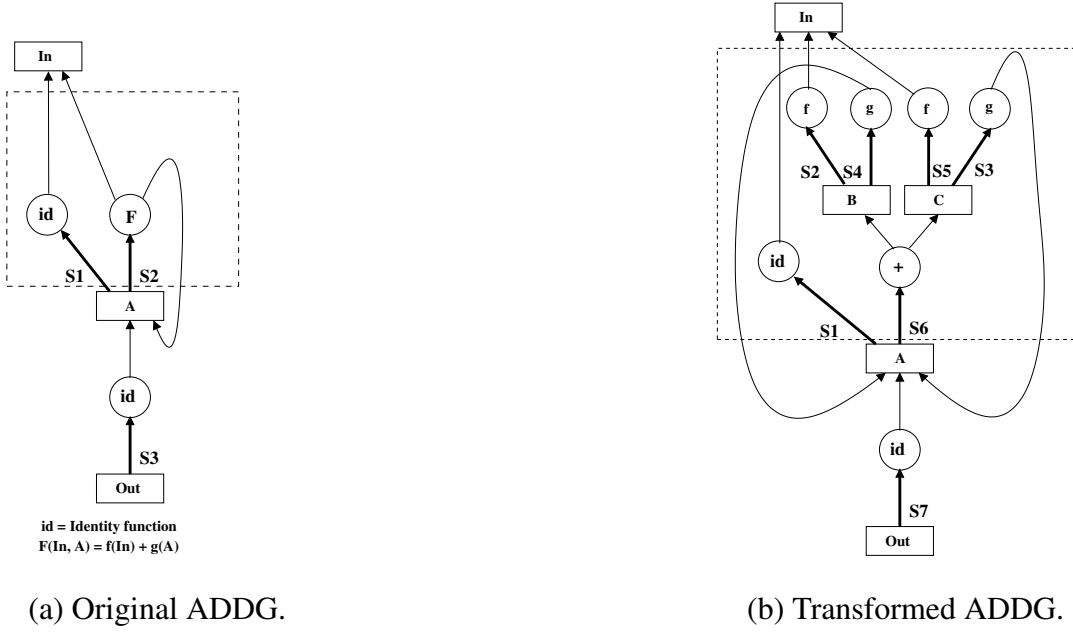 In
id
F
S1
S2
A
id
S3
Out
id = Identity function
F(In, A) = f(In) + g(A)
(a) Original ADDG.
In
f
g
f
g
S2
S4
S5
S3
B
C
id
+
S1
S6
A
id
S7
Out
(b) Transformed ADDG.